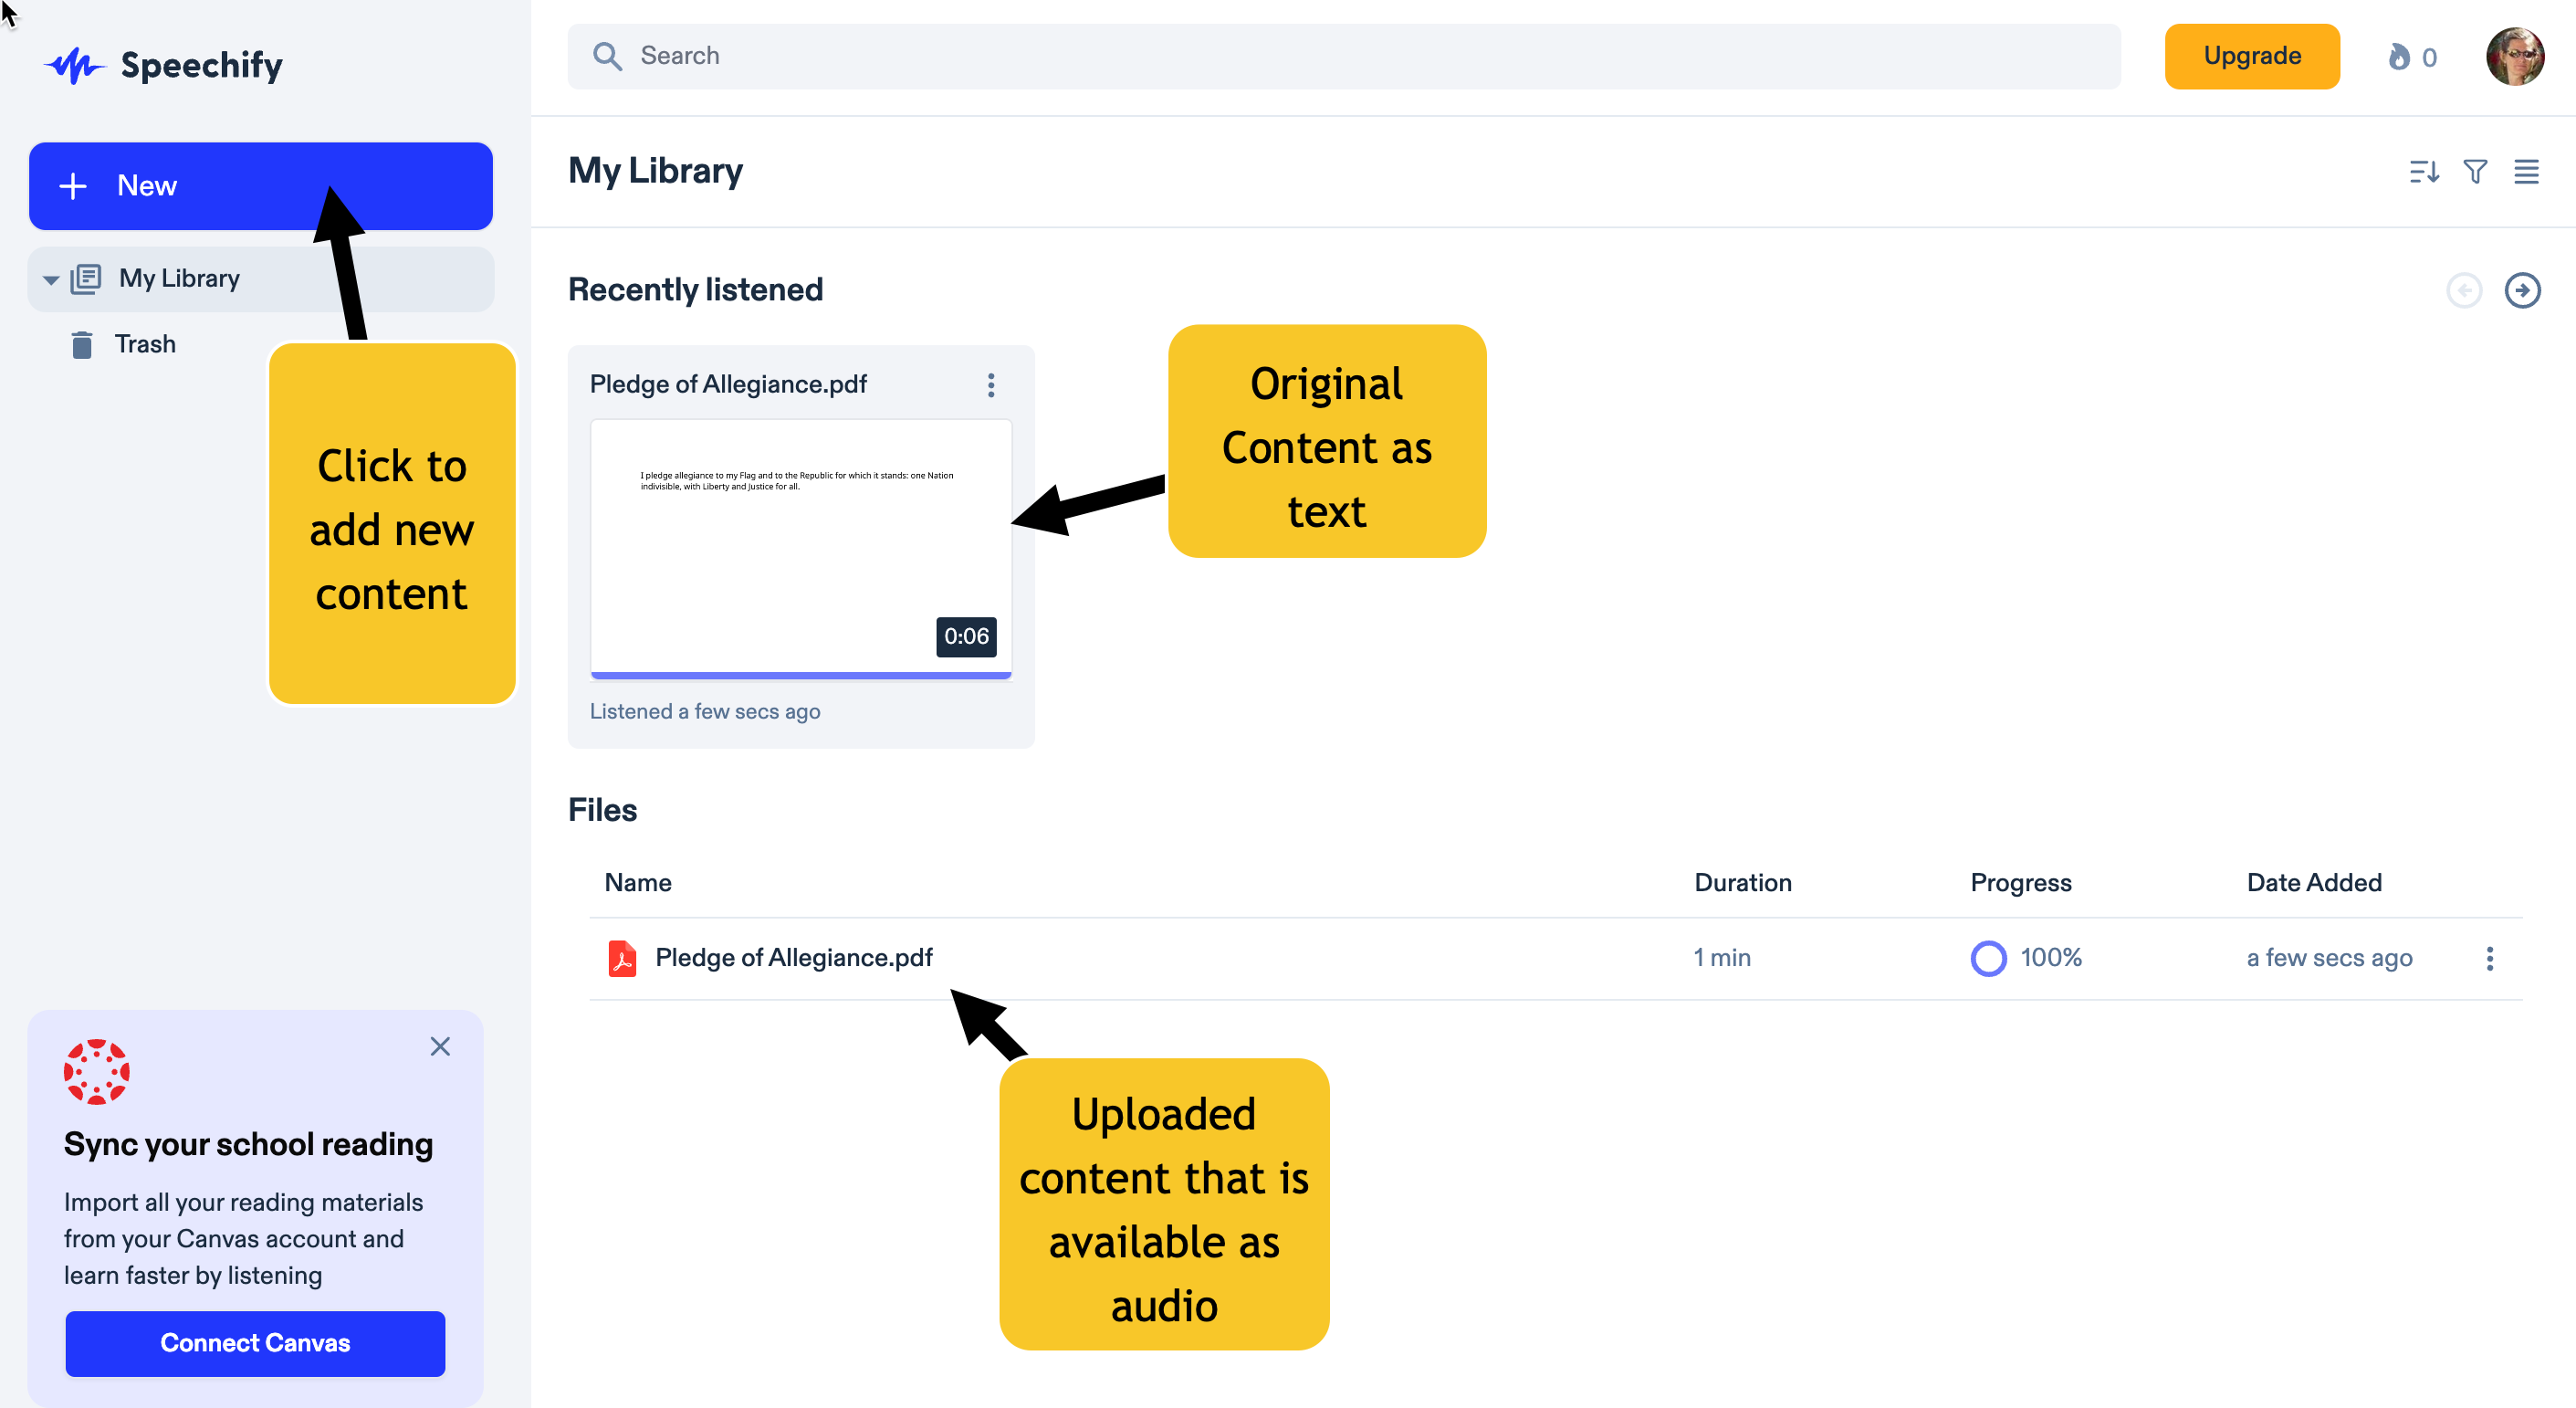 Speechify
Search
Upgrade
0
New
My Library
Trash
Click to
add new
content
My Library
Recently listened
Pledge of Allegiance.pdf
I pledge allegiance to my Flag and to the Republic for which it stands: one Nation
indivisible, with Liberty and Justice for all.
0:06
Listened a few secs ago
Original
Content as
text
Files
Name
Duration
Progress
Date Added
Pledge of Allegiance.pdf
1 min
100%
a few secs ago
Uploaded
content that is
available as
audio
Sync your school reading
Import all your reading materials
from your Canvas account and
learn faster by listening
Connect Canvas